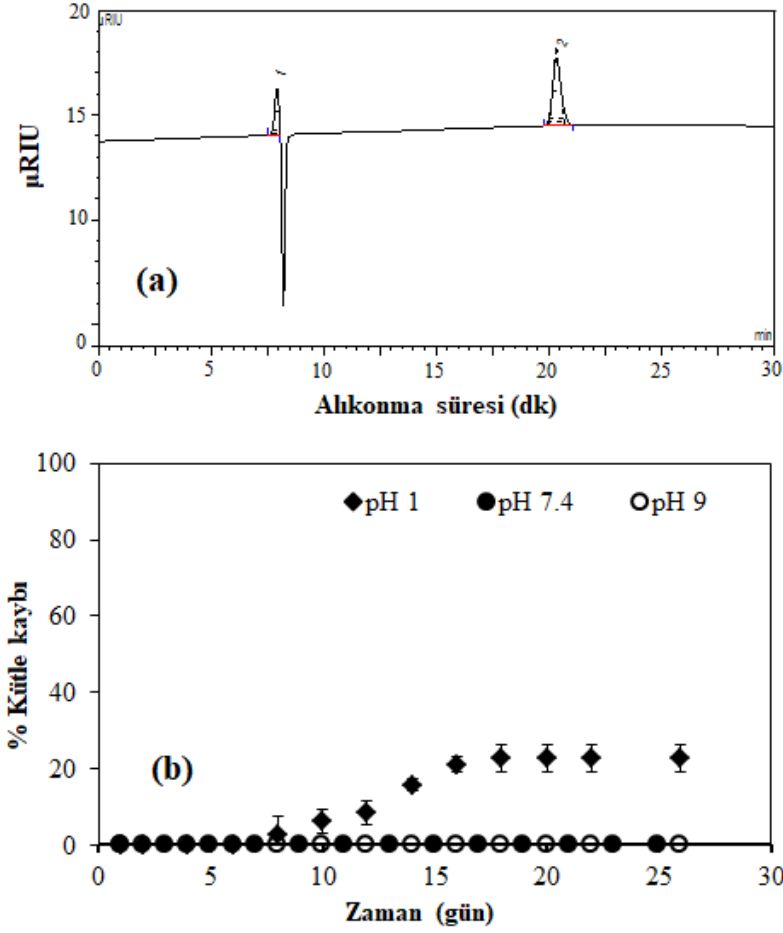 20
µRIU
1
2
15
µRIU
10
(a)
0
min
0 5 10 15 20 25 30
Alıkonma süresi (dk)
100
pH 1 pH 7.4 pH 9
80
60
% Kütle kaybı
40
20
(b)
0
0 5 10 15 20 25 30
Zaman (gün)